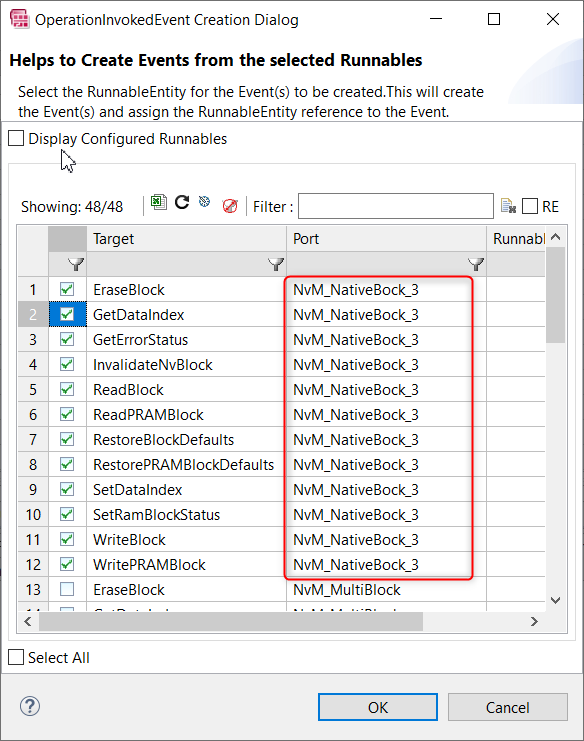 OperationInvokedEvent Creation Dialog
Helps to Create Events from the selected Runnables
Select the RunnableEntity for the Event(s) to be created.This will create
the Event(s) and assign the RunnableEntity reference to the Event.
Display Configured Runnables
Showing: 48/48 Filter : RE
Target Port Runnabl
1 EraseBlock NvM_NativeBock_3
2 GetDataIndex NvM_NativeBock_3
3 GetErrorStatus NvM_NativeBock_3
4 InvalidateNvBlock NvM_NativeBock_3
5 ReadBlock NvM_NativeBock_3
6 ReadPRAMBlock NvM_NativeBock_3
7 RestoreBlockDefaults NvM_NativeBock_3
8 RestorePRAMBlockDefaults NvM_NativeBock_3
9 SetDataIndex NvM_NativeBock_3
10 SetRamBlockStatus NvM_NativeBock_3
11 WriteBlock NvM_NativeBock_3
12 WritePRAMBlock NvM_NativeBock_3
13 EraseBlock NvM_MultiBlock
Select All
OK Cancel